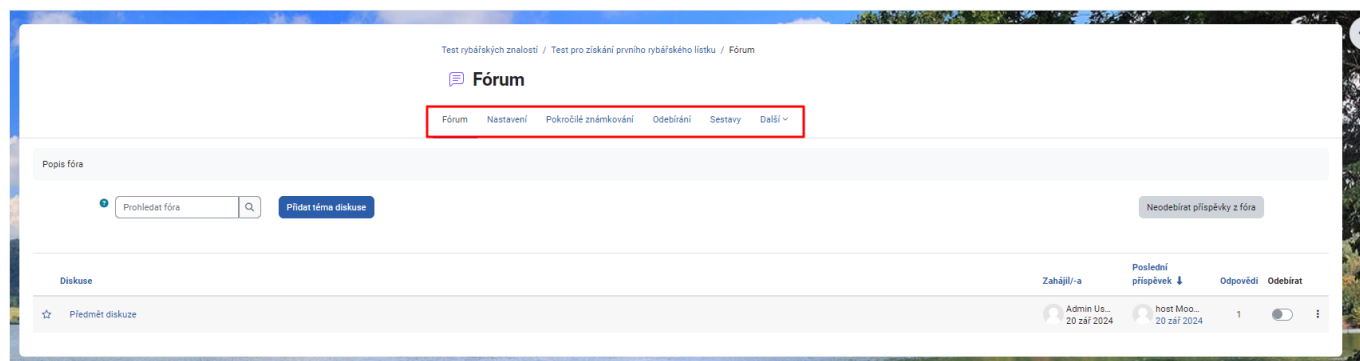 Test rybářských znalostí / Test pro získání prvního rybářského lístku / Fórum
Fórum
Fórum Nastavení Pokročilé známkování Odebírání Sestavy Další
Popis fóra
? Prohledat fóra Přidat téma diskuse Neodebírat příspěvky z fóra
Diskuse Zahájil/-a Poslední příspěvek ↓ Odpovědi Odebírat
Předmět diskuze Admin Us... 20 zář 2024 host Moo... 20 zář 2024 1